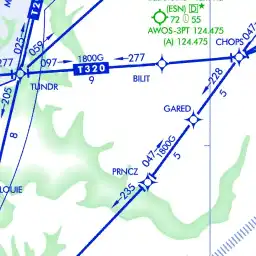 (ESN) D*
72 55
AWOS-3PT 124.475
(A) 124.475
CHOPS
047
025
059
277
097
1800G
277
T320
9
BILIT
TUNDR
205
8
228
5
GARED
047
1800G
5
PRNCZ
235
LOUIE